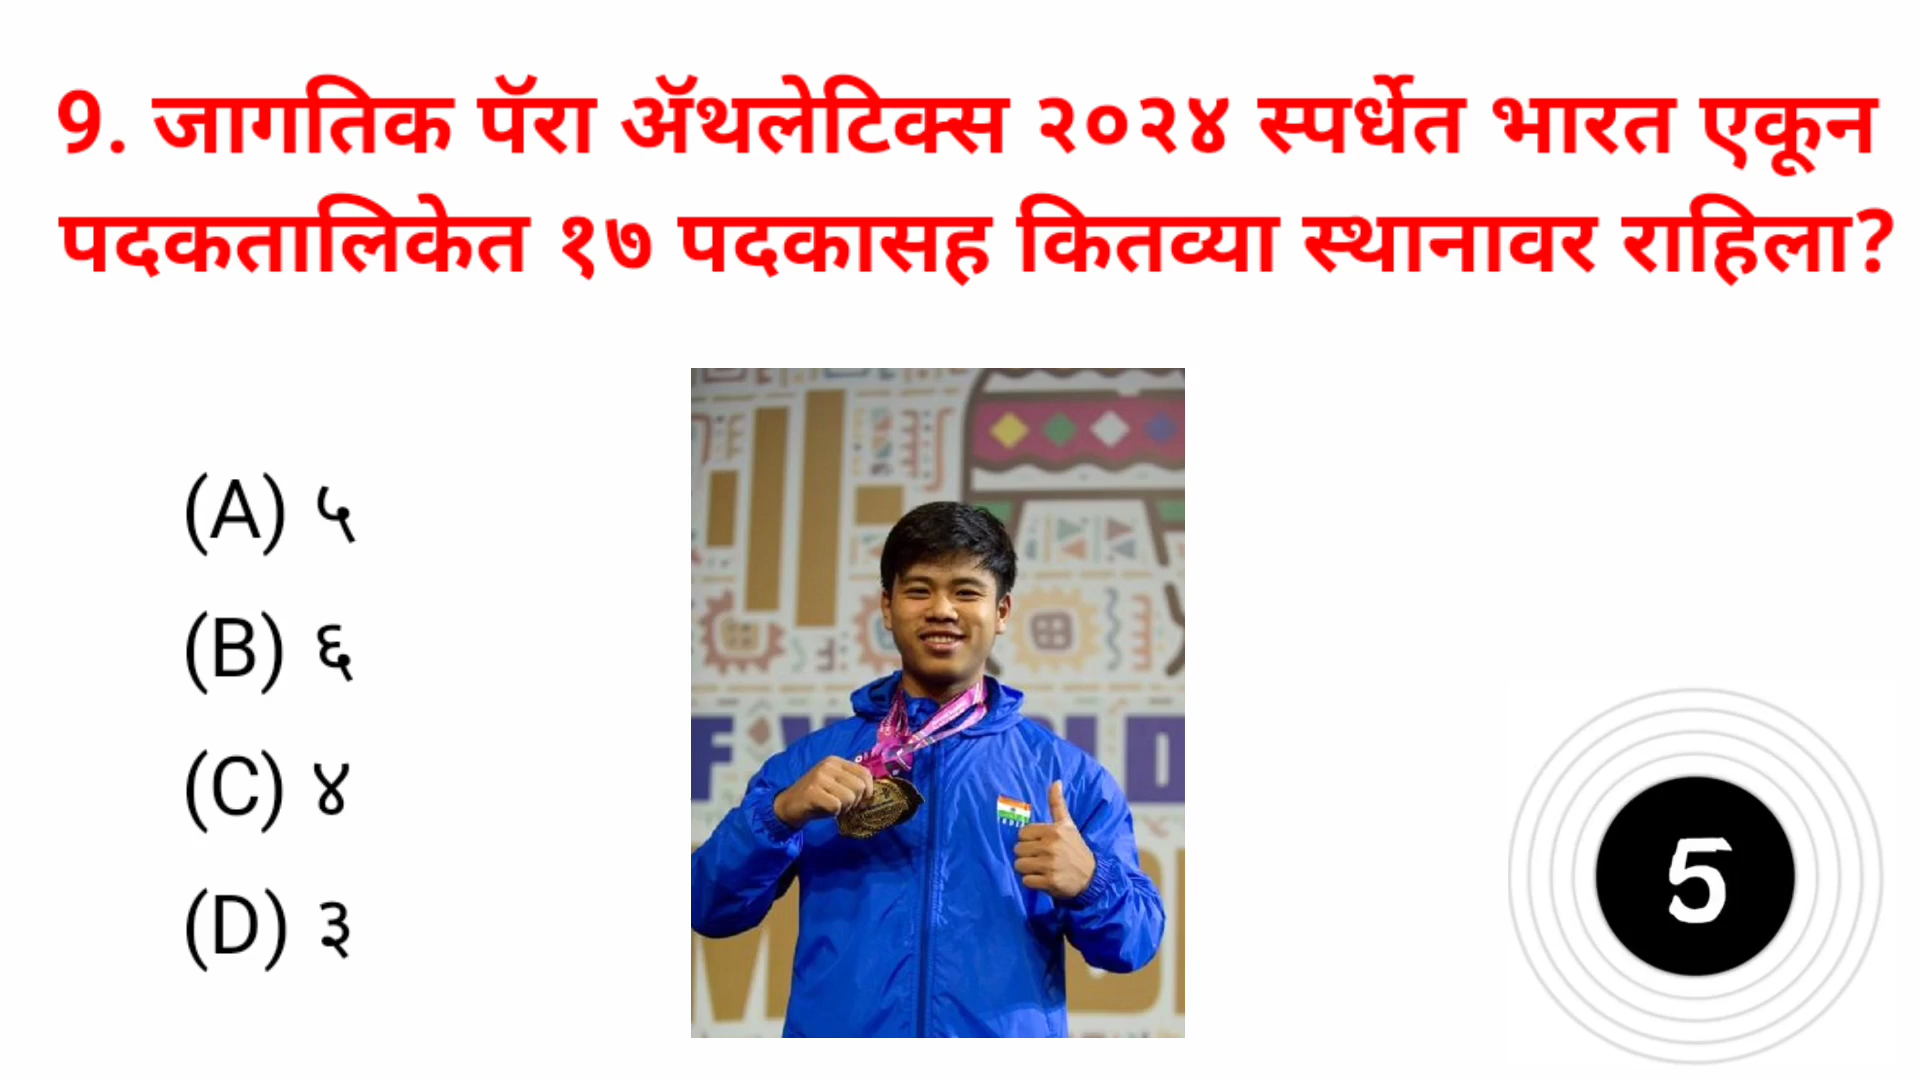 9. जागतिक पॅरा ॲथलेटिक्स २०२४ स्पर्धेत भारत एकून
पदकतालिकेत १७ पदकासह कितव्या स्थानावर राहिला?
(A) ५
(B) ६
(C) ४
(D) ३
5